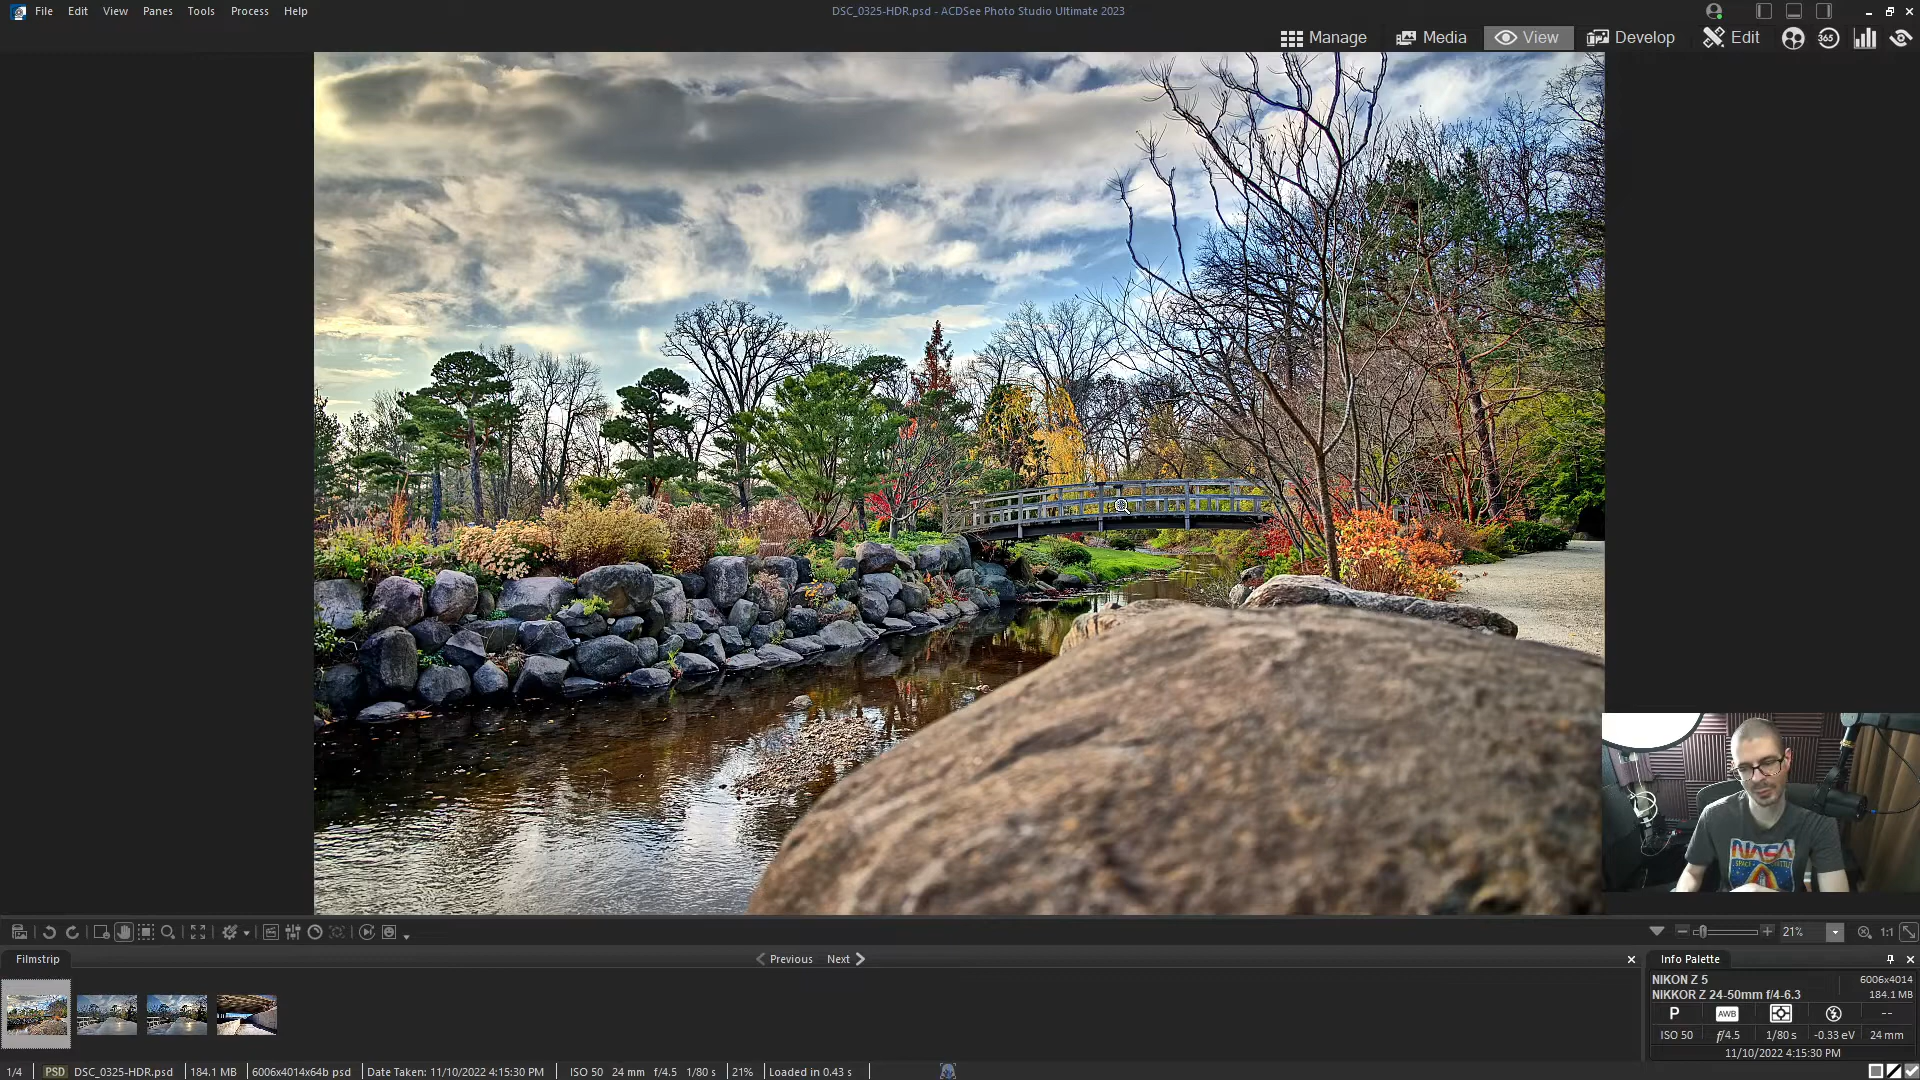 File Edit View Panes Tools Process Help
DSC_0325-HDR.psd - ACDSee Photo Studio Ultimate 2023
Manage Media View Develop Edit 365
NASA
SPACE SHUTTLE
21% 1:1
Filmstrip
Previous Next
Info Palette
NIKON Z 5 6006x4014
NIKKOR Z 24-50mm f/4-6.3 184.1 MB
P AWB --
ISO 50 f/4.5 1/80 s -0.33 eV 24 mm
11/10/2022 4:15:30 PM
1/4 PSD DSC_0325-HDR.psd 184.1 MB 6006x4014x64b psd Date Taken: 11/10/2022 4:15:30 PM ISO 50 24 mm f/4.5 1/80 s 21% Loaded in 0.43 s